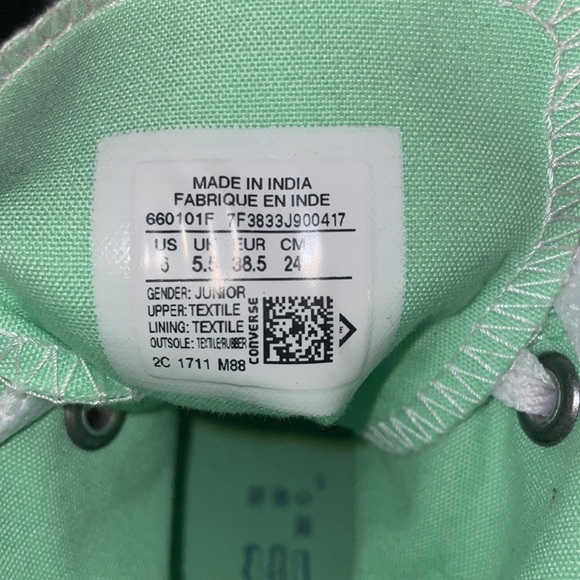 MADE IN INDIA
FABRIQUE EN INDE
660101F 7F3833J900417
US UK EUR CM
6 5.5 38.5 24
GENDER: JUNIOR
UPPER: TEXTILE
LINING: TEXTILE
OUTSOLE: TEXTILE/RUBBER
2C 1711 M88
CONVERSE